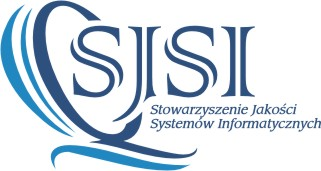 SJSI
Stowarzyszenie Jakości
Systemów Informatycznych